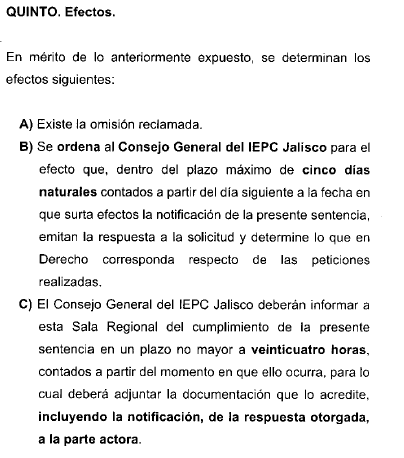 QUINTO. Efectos.
En mérito de lo anteriormente expuesto, se determinan los
efectos siguientes:
A) Existe la omisión reclamada.
B) Se ordena al Consejo General del IEPC Jalisco para el
efecto que, dentro del plazo máximo de cinco días
naturales contados a partir del día siguiente a la fecha en
que surta efectos la notificación de la presente sentencia,
emitan la respuesta a la solicitud y determine lo que en
Derecho corresponda respecto de las peticiones
realizadas.
C) El Consejo General del IEPC Jalisco deberán informar a
esta Sala Regional del cumplimiento de la presente
sentencia en un plazo no mayor a veinticuatro horas,
contados a partir del momento en que ello ocurra, para lo
cual deberá adjuntar la documentación que lo acredite,
incluyendo la notificación, de la respuesta otorgada,
a la parte actora.